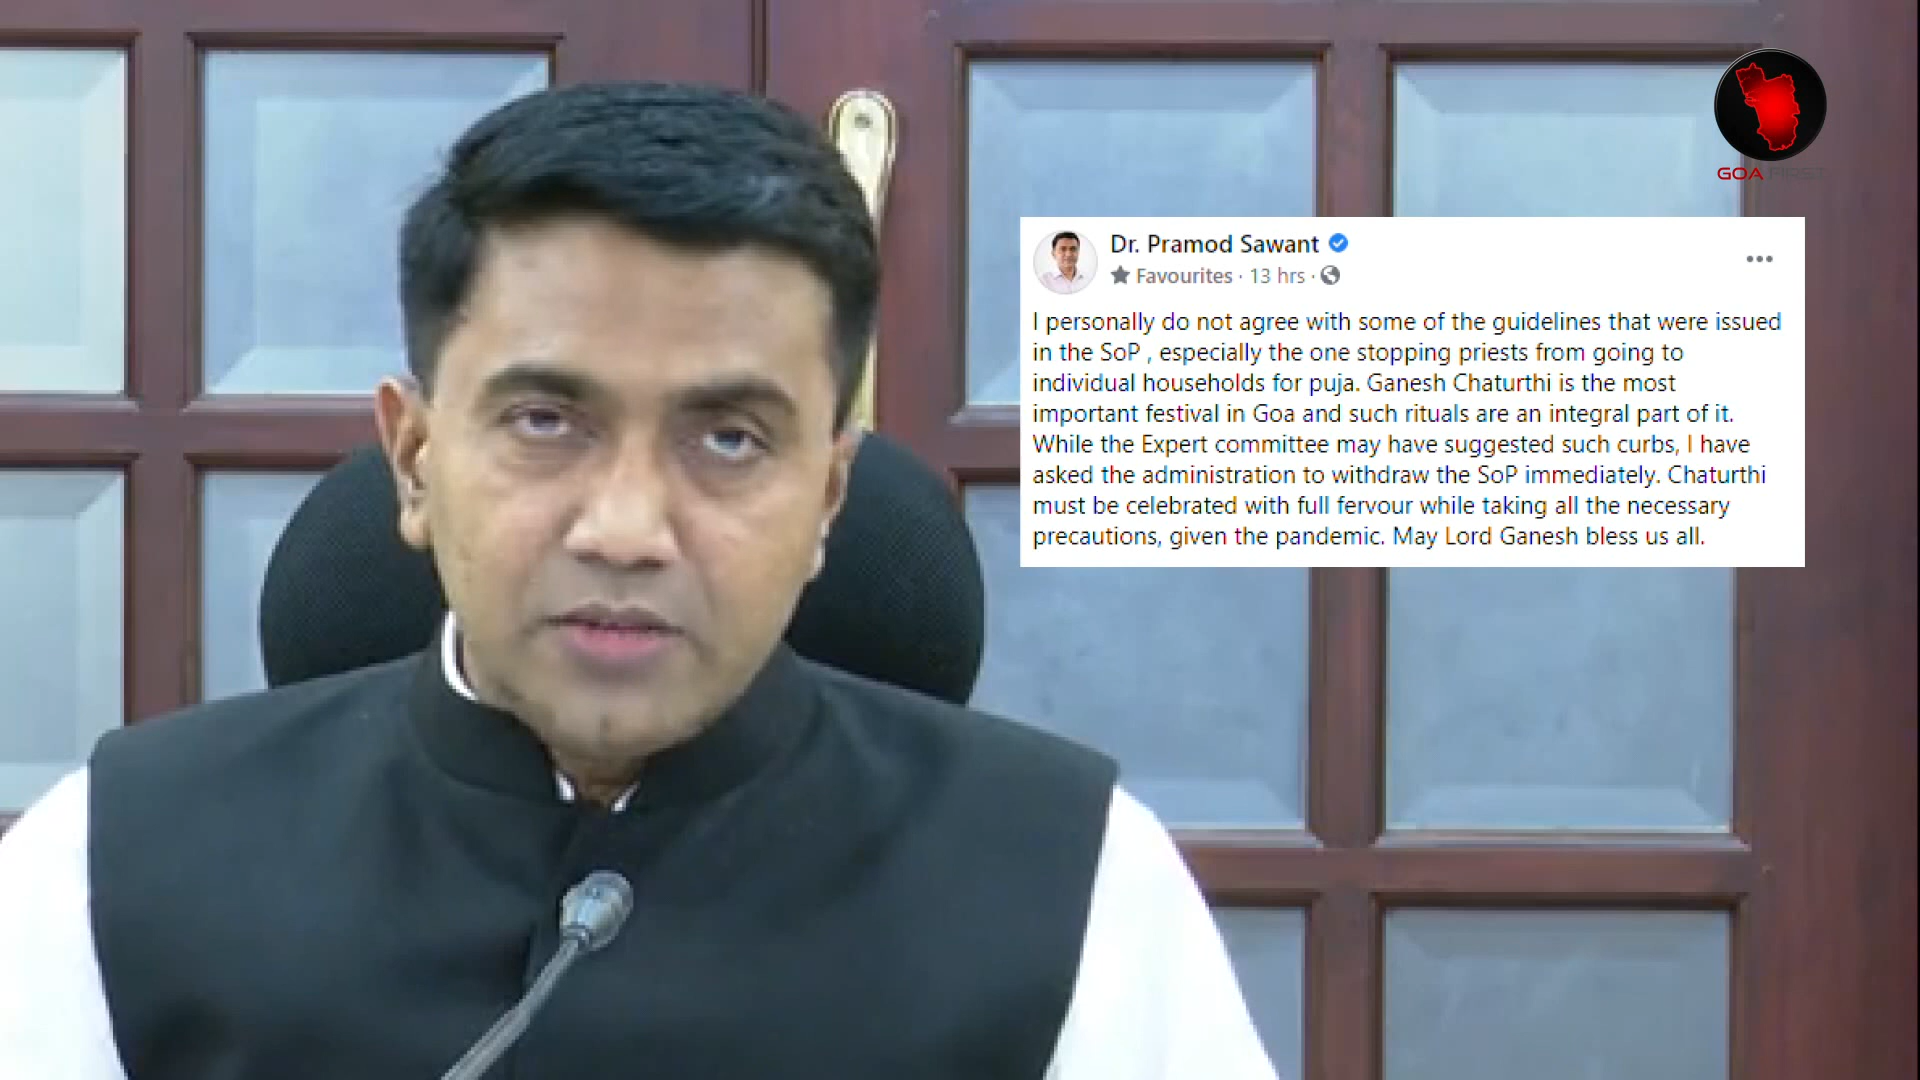 GOA FIRST
Dr. Pramod Sawant
Favourites · 13 hrs ·
I personally do not agree with some of the guidelines that were issued
in the SoP , especially the one stopping priests from going to
individual households for puja. Ganesh Chaturthi is the most
important festival in Goa and such rituals are an integral part of it.
While the Expert committee may have suggested such curbs, I have
asked the administration to withdraw the SoP immediately. Chaturthi
must be celebrated with full fervour while taking all the necessary
precautions, given the pandemic. May Lord Ganesh bless us all.